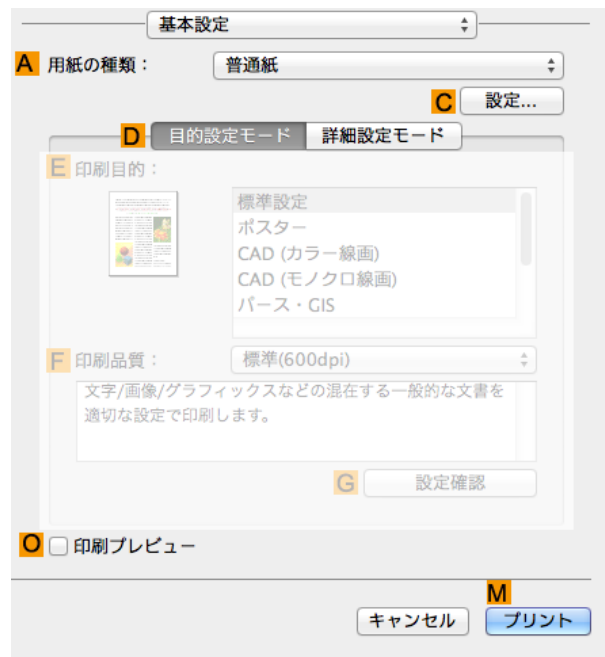 基本設定
A 用紙の種類： 普通紙
C 設定...
D 目的設定モード 詳細設定モード
E 印刷目的：
標準設定
ポスター
CAD (カラー線画)
CAD (モノクロ線画)
パース・GIS
F 印刷品質： 標準(600dpi)
文字/画像/グラフィックスなどの混在する一般的な文書を
適切な設定で印刷します。
G 設定確認
O 印刷プレビュー
M
キャンセル プリント